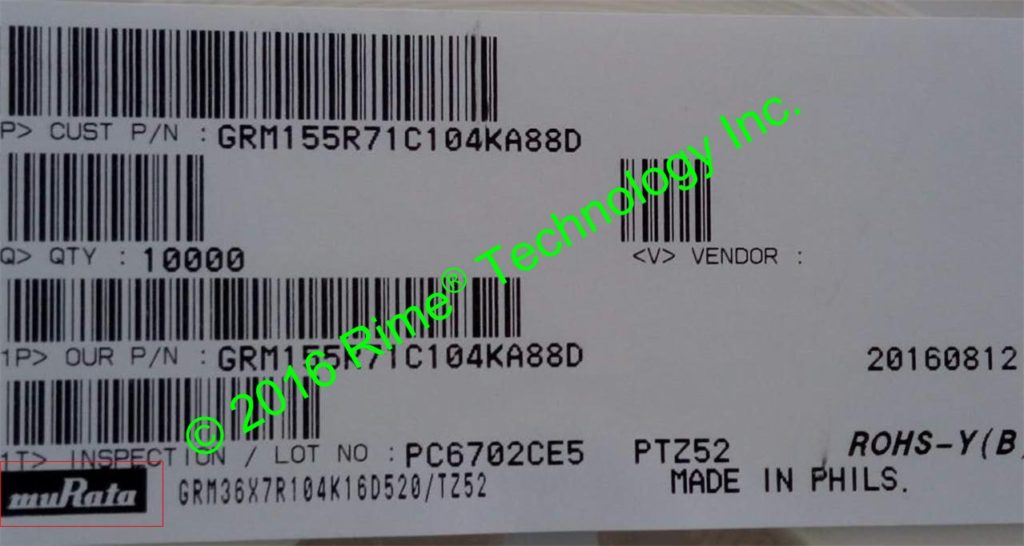 P> CUST P/N : GRM155R71C104KA88D
Q> QTY : 10000
<V> VENDOR :
1P> OUR P/N : GRM155R71C104KA88D
20160812
1T> INSPECTION / LOT NO : PC6702CE5 PTZ52 ROHS-Y(B
muRata GRM36X7R104K16D520/TZ52 MADE IN PHILS.
© 2016 Rime® Technology Inc.